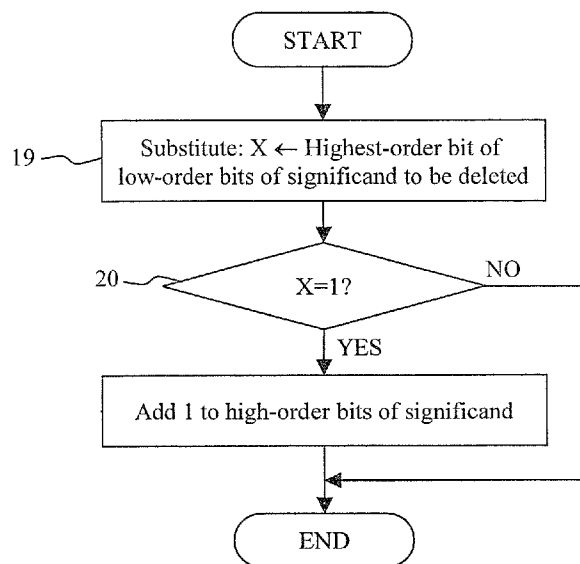 START
19
Substitute: X ← Highest-order bit of
low-order bits of significand to be deleted
20
X=1?
NO
YES
Add 1 to high-order bits of significand
END